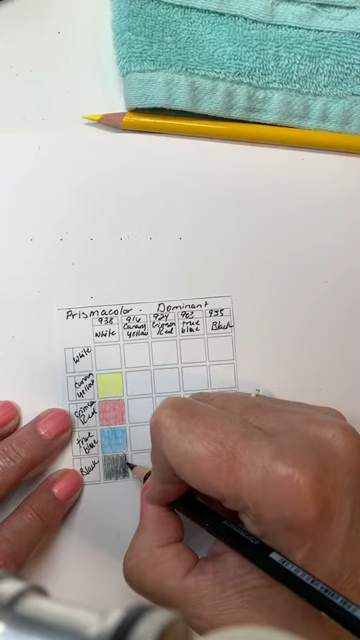 Prismacolor - Dominant
938 916 924 903 935
White Canary Yellow Crimson Red true blue Black
White
Canary Yellow
Crimson Red
true blue
Black